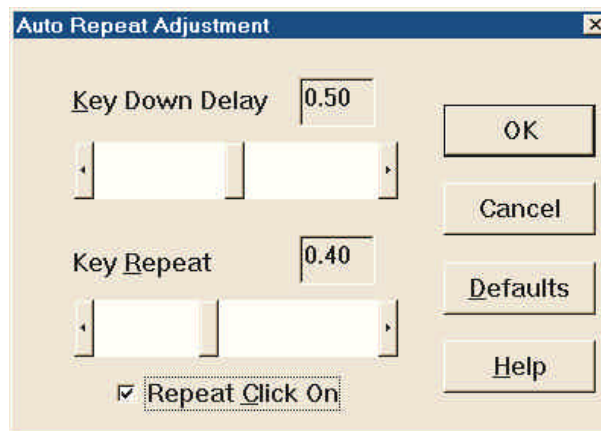 Auto Repeat Adjustment
Key Down Delay 0.50
OK
Cancel
Key Repeat 0.40
Defaults
Help
Repeat Click On